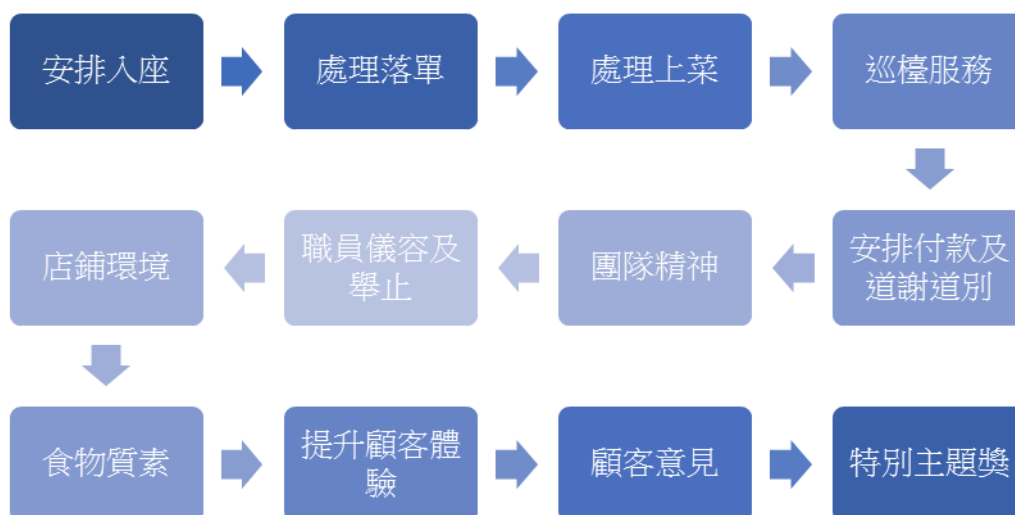 安排入座
處理落單
處理上菜
巡檯服務
安排付款及
道謝道別
團隊精神
職員儀容及
舉止
店鋪環境
食物質素
提升顧客體
驗
顧客意見
特別主題獎